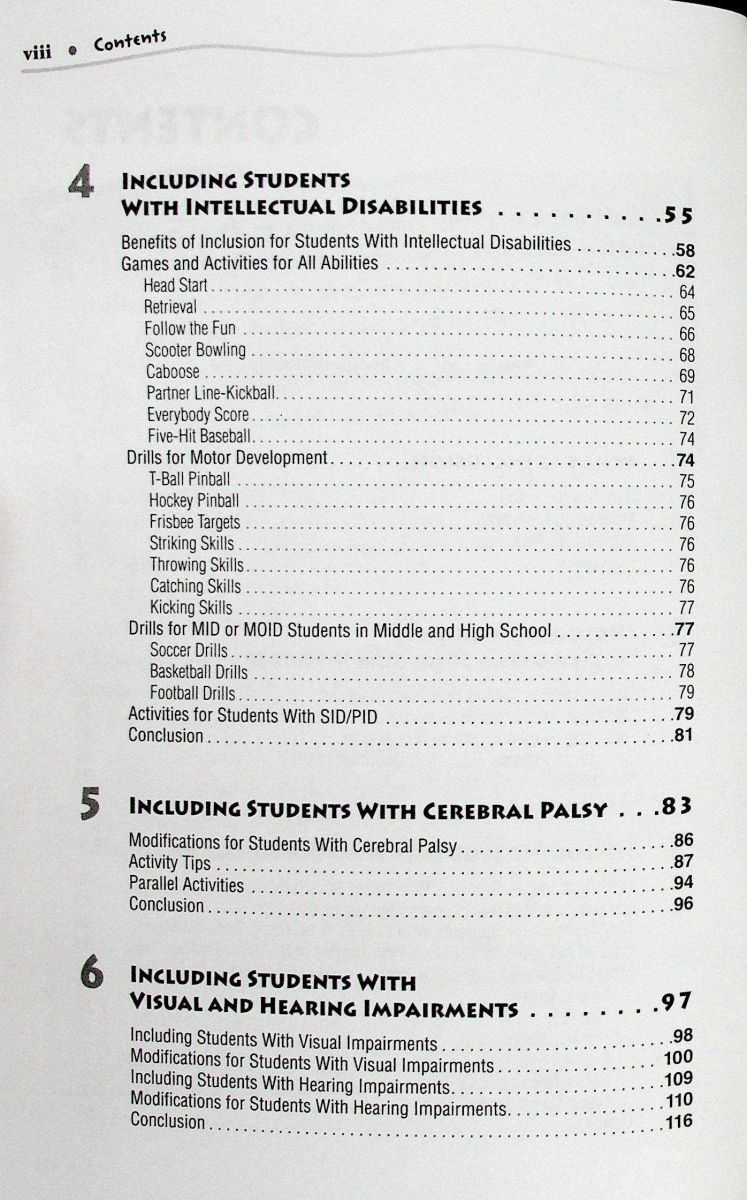 viii • Contents
4 INCLUDING STUDENTS
WITH INTELLECTUAL DISABILITIES . . . . . . . . . .55
Benefits of Inclusion for Students With Intellectual Disabilities . . . . . . . . . . .58
Games and Activities for All Abilities . . . . . . . . . . .62
Head Start . . . . . . . . . . . 64
Retrieval . . . . . . . . . . . 65
Follow the Fun . . . . . . . . . . . 66
Scooter Bowling . . . . . . . . . . . 68
Caboose . . . . . . . . . . . 69
Partner Line-Kickball. . . . . . . . . . . 71
Everybody Score . . . . . . . . . . . 72
Five-Hit Baseball. . . . . . . . . . . 74
Drills for Motor Development . . . . . . . . . . .74
T-Ball Pinball . . . . . . . . . . . 75
Hockey Pinball . . . . . . . . . . . 76
Frisbee Targets . . . . . . . . . . . 76
Striking Skills . . . . . . . . . . . 76
Throwing Skills . . . . . . . . . . . 76
Catching Skills . . . . . . . . . . . 76
Kicking Skills . . . . . . . . . . . 77
Drills for MID or MOID Students in Middle and High School . . . . . . . . . . .77
Soccer Drills . . . . . . . . . . . 77
Basketball Drills . . . . . . . . . . . 78
Football Drills . . . . . . . . . . . 79
Activities for Students With SID/PID . . . . . . . . . . .79
Conclusion . . . . . . . . . . .81
5 INCLUDING STUDENTS WITH CEREBRAL PALSY . . .83
Modifications for Students With Cerebral Palsy . . . . . . . . . . .86
Activity Tips . . . . . . . . . . .87
Parallel Activities . . . . . . . . . . .94
Conclusion . . . . . . . . . . .96
6 INCLUDING STUDENTS WITH
VISUAL AND HEARING IMPAIRMENTS . . . . . . . .97
Including Students With Visual Impairments . . . . . . . . . . .98
Modifications for Students With Visual Impairments . . . . . . . . . . . 100
Including Students With Hearing Impairments. . . . . . . . . . .109
Modifications for Students With Hearing Impairments. . . . . . . . . . .110
Conclusion . . . . . . . . . . .116